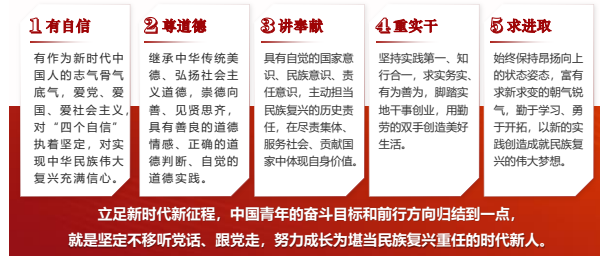 1 有自信
有作为新时代中
国人的志气骨气
底气，爱党、爱
国、爱社会主义，
对“四个自信”
执着坚定，对实
现中华民族伟大
复兴充满信心。
2 尊道德
继承中华传统美
德、弘扬社会主
义道德，崇德向
善、见贤思齐，
具有善良的道德
情感、正确的道
德判断、自觉的
道德实践。
3 讲奉献
具有自觉的国家意
识、民族意识、责
任意识，主动担当
民族复兴的历史责
任，在尽责集体、
服务社会、贡献国
家中体现自身价值。
4 重实干
坚持实践第一、知
行合一，求实务实、
有为善为，脚踏实
地干事创业，用勤
劳的双手创造美好
生活。
5 求进取
始终保持昂扬向上
的状态姿态，富有
求新求变的朝气锐
气，勤于学习、勇
于开拓，以新的实
践创造成就民族复
兴的伟大梦想。
立足新时代新征程，中国青年的奋斗目标和前行方向归结到一点，
就是坚定不移听党话、跟党走，努力成长为堪当民族复兴重任的时代新人。